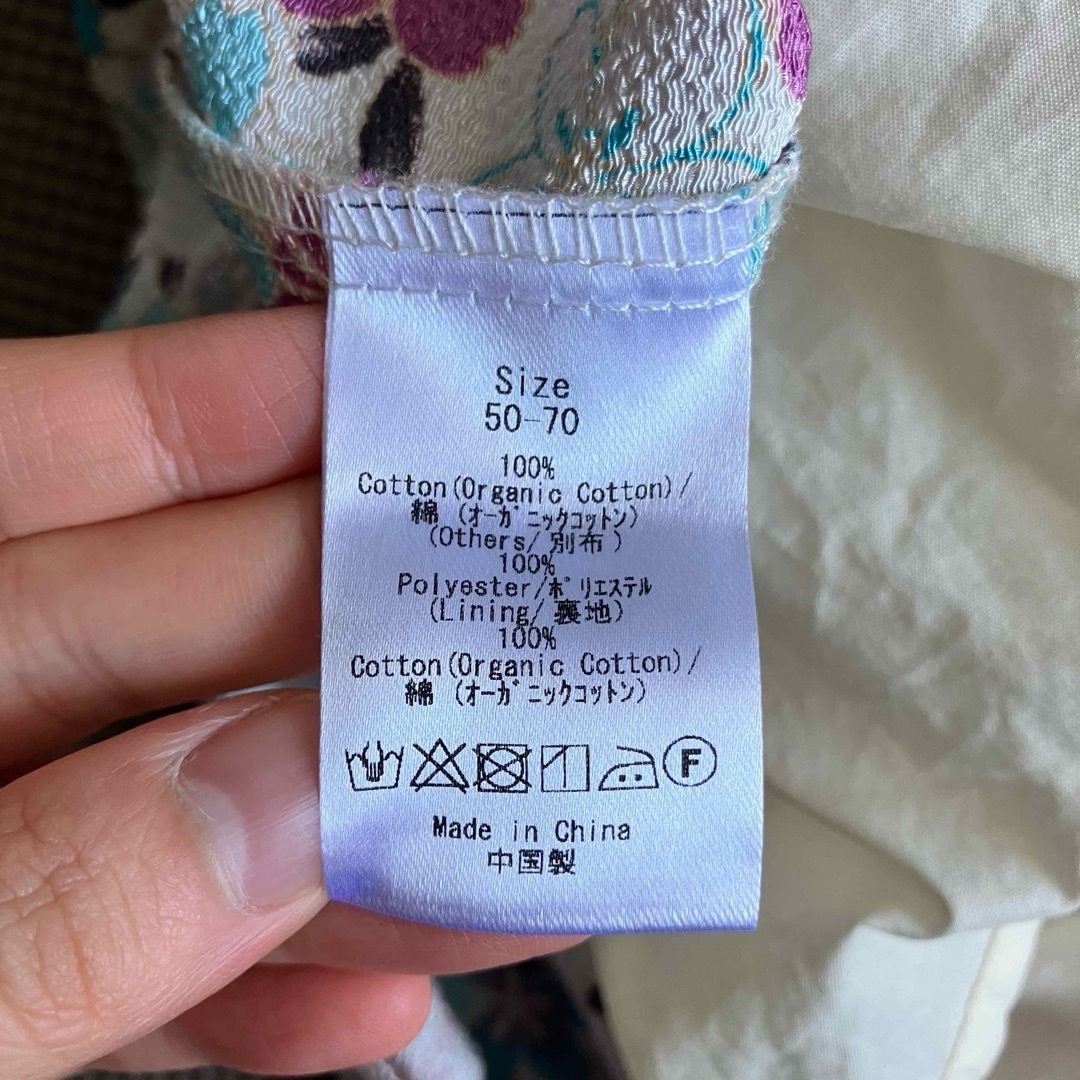 Size
50-70
100%
Cotton(Organic Cotton)/
綿 (オーガニックコットン)
(Others/別布)
100%
Polyester/ポリエステル
(Lining/裏地)
100%
Cotton(Organic Cotton)/
綿 (オーガニックコットン)
F
Made in China
中国製